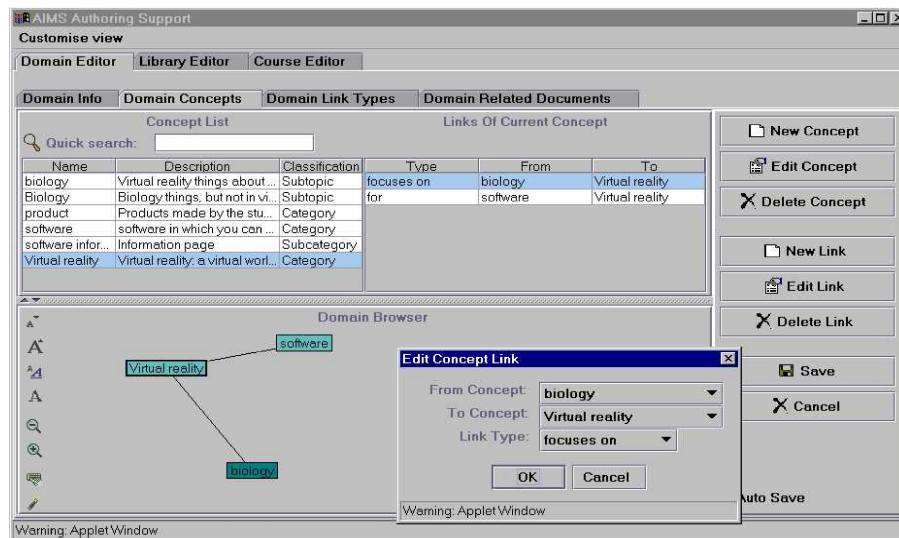 AIMS Authoring Support
Customise view
Domain Editor Library Editor Course Editor
Domain Info Domain Concepts Domain Link Types Domain Related Documents
Concept List Links Of Current Concept
Quick search:
Name Description Classification Type From To
biology Virtual reality things about ... Subtopic focuses on biology Virtual reality
Biology Biology things, but not in vi... Subtopic for software Virtual reality
product Products made by the stu... Category
software software in which you can ... Category
software infor... Information page Subcategory
Virtual reality Virtual reality: a virtual worl... Category
New Concept
Edit Concept
Delete Concept
New Link
Edit Link
Delete Link
Save
Cancel
Auto Save
Domain Browser
software
Virtual reality
biology
Edit Concept Link
From Concept: biology
To Concept: Virtual reality
Link Type: focuses on
OK Cancel
Warning: Applet Window
Warning: Applet Window